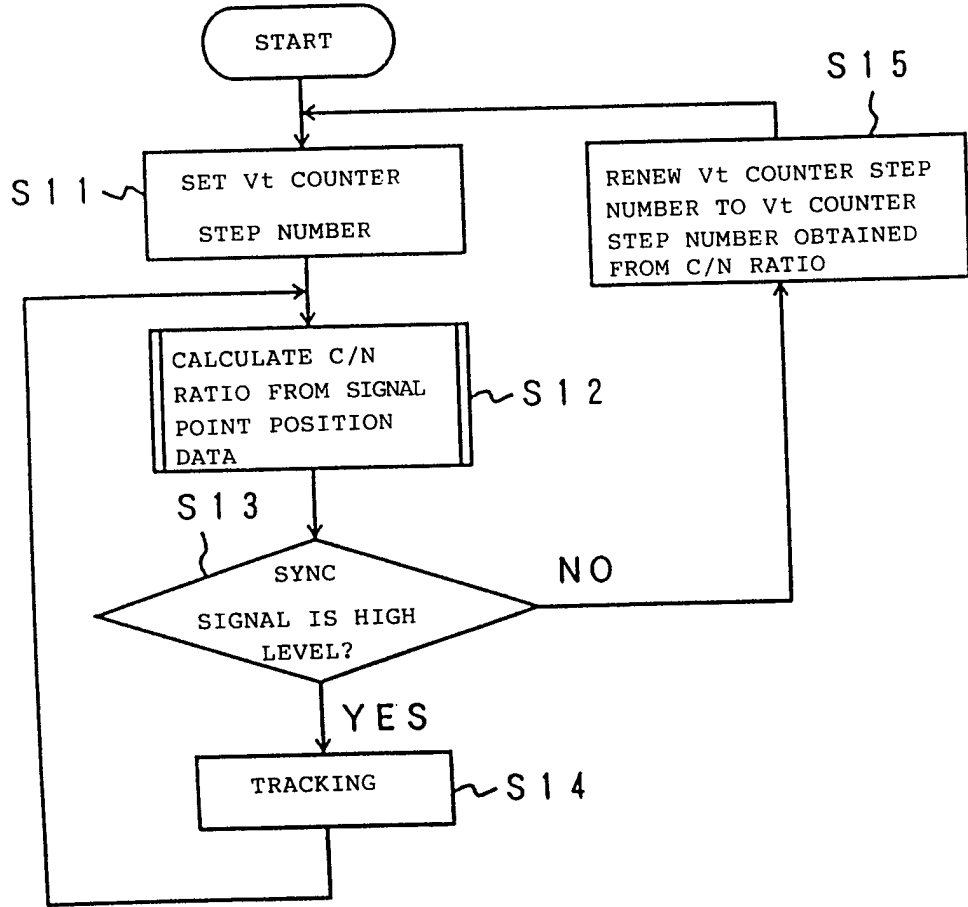 START
S15
S11
SET Vt COUNTER
STEP NUMBER
RENEW Vt COUNTER STEP
NUMBER TO Vt COUNTER
STEP NUMBER OBTAINED
FROM C/N RATIO
CALCULATE C/N
RATIO FROM SIGNAL
POINT POSITION
DATA
S12
S13
SYNC
SIGNAL IS HIGH
LEVEL?
NO
YES
TRACKING
S14